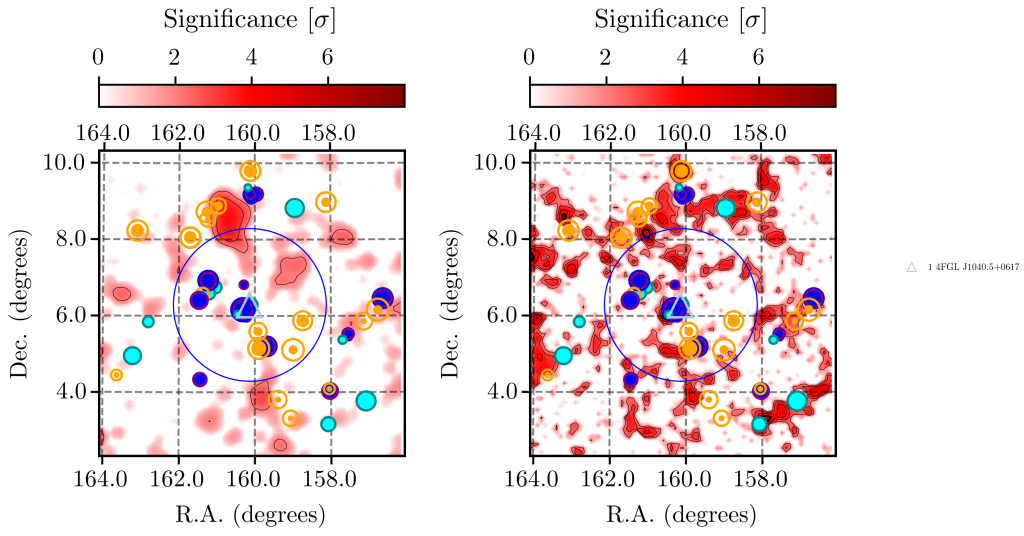 Significance [σ]
0 2 4 6
164.0 162.0 160.0 158.0
10.0
8.0
6.0
4.0
164.0 162.0 160.0 158.0
R.A. (degrees)
Dec. (degrees)
Significance [σ]
0 2 4 6
164.0 162.0 160.0 158.0
10.0
8.0
6.0
4.0
164.0 162.0 160.0 158.0
R.A. (degrees)
Dec. (degrees)
1 4FGL J1040.5+0617